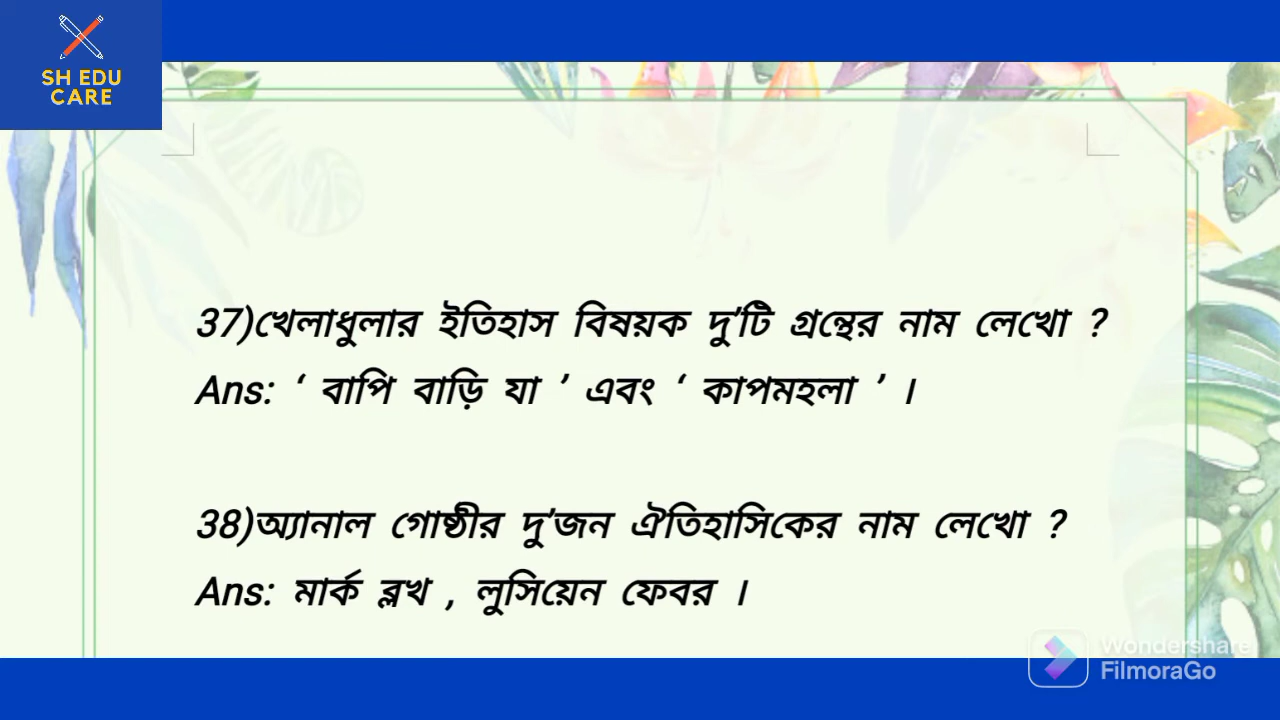 SH EDU
CARE
37)খেলাধুলার ইতিহাস বিষয়ক দু'টি গ্রন্থের নাম লেখো ?
Ans: ‘ বাপি বাড়ি যা ’ এবং ‘ কাপমহলা ’ ।
38)অ্যানাল গোষ্ঠীর দু'জন ঐতিহাসিকের নাম লেখো ?
Ans: মার্ক ব্লখ , লুসিয়েন ফেবর ।
Wondershare
FilmoraGo